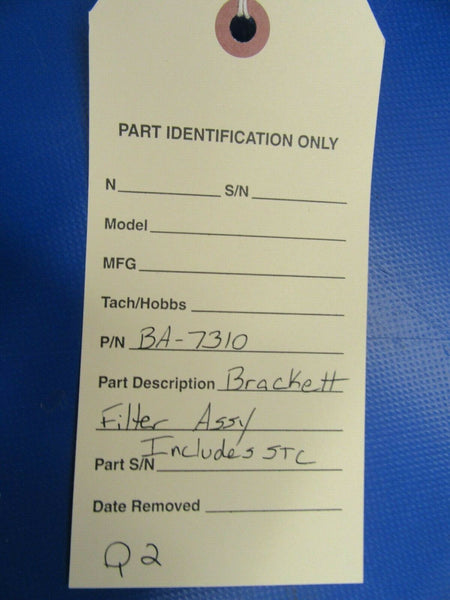 PART IDENTIFICATION ONLY
N S/N
Model
MFG
Tach/Hobbs
P/N BA-7310
Part Description Brackett
Filter Assy
Includes STC
Part S/N
Date Removed
Q2